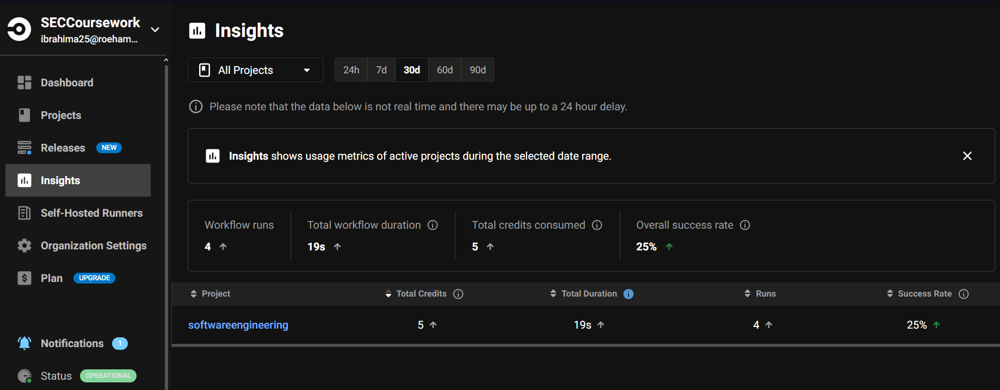 SECCoursework
ibrahima25@roeham...
Dashboard
Projects
Releases NEW
Insights
Self-Hosted Runners
Organization Settings
Plan UPGRADE
Notifications 1
Status OPERATIONAL
Insights
All Projects 24h 7d 30d 60d 90d
Please note that the data below is not real time and there may be up to a 24 hour delay.
Insights shows usage metrics of active projects during the selected date range.
Workflow runs Total workflow duration Total credits consumed Overall success rate
4 19s 5 25%
Project Total Credits Total Duration Runs Success Rate
softwareengineering 5 19s 4 25%